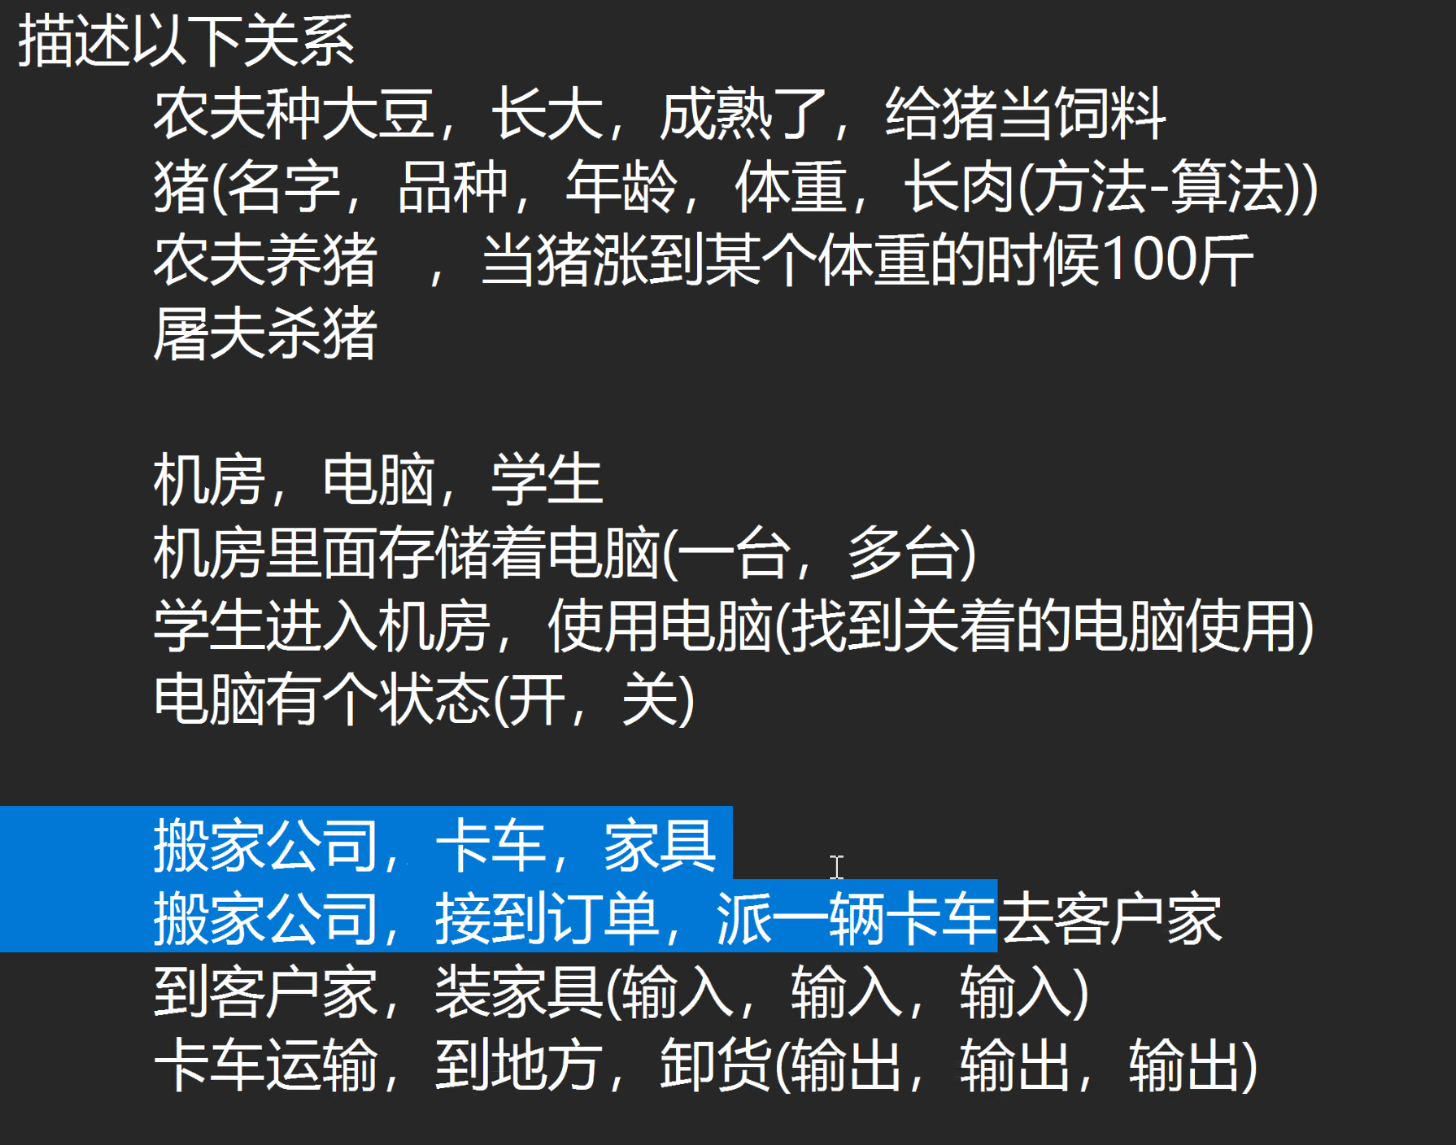 描述以下关系
农夫种大豆，长大，成熟了，给猪当饲料
猪(名字，品种，年龄，体重，长肉(方法-算法))
农夫养猪　，当猪涨到某个体重的时候100斤
屠夫杀猪
机房，电脑，学生
机房里面存储着电脑(一台，多台)
学生进入机房，使用电脑(找到关着的电脑使用)
电脑有个状态(开，关)
搬家公司，卡车，家具
搬家公司，接到订单，派一辆卡车去客户家
到客户家，装家具(输入，输入，输入)
卡车运输，到地方，卸货(输出，输出，输出)